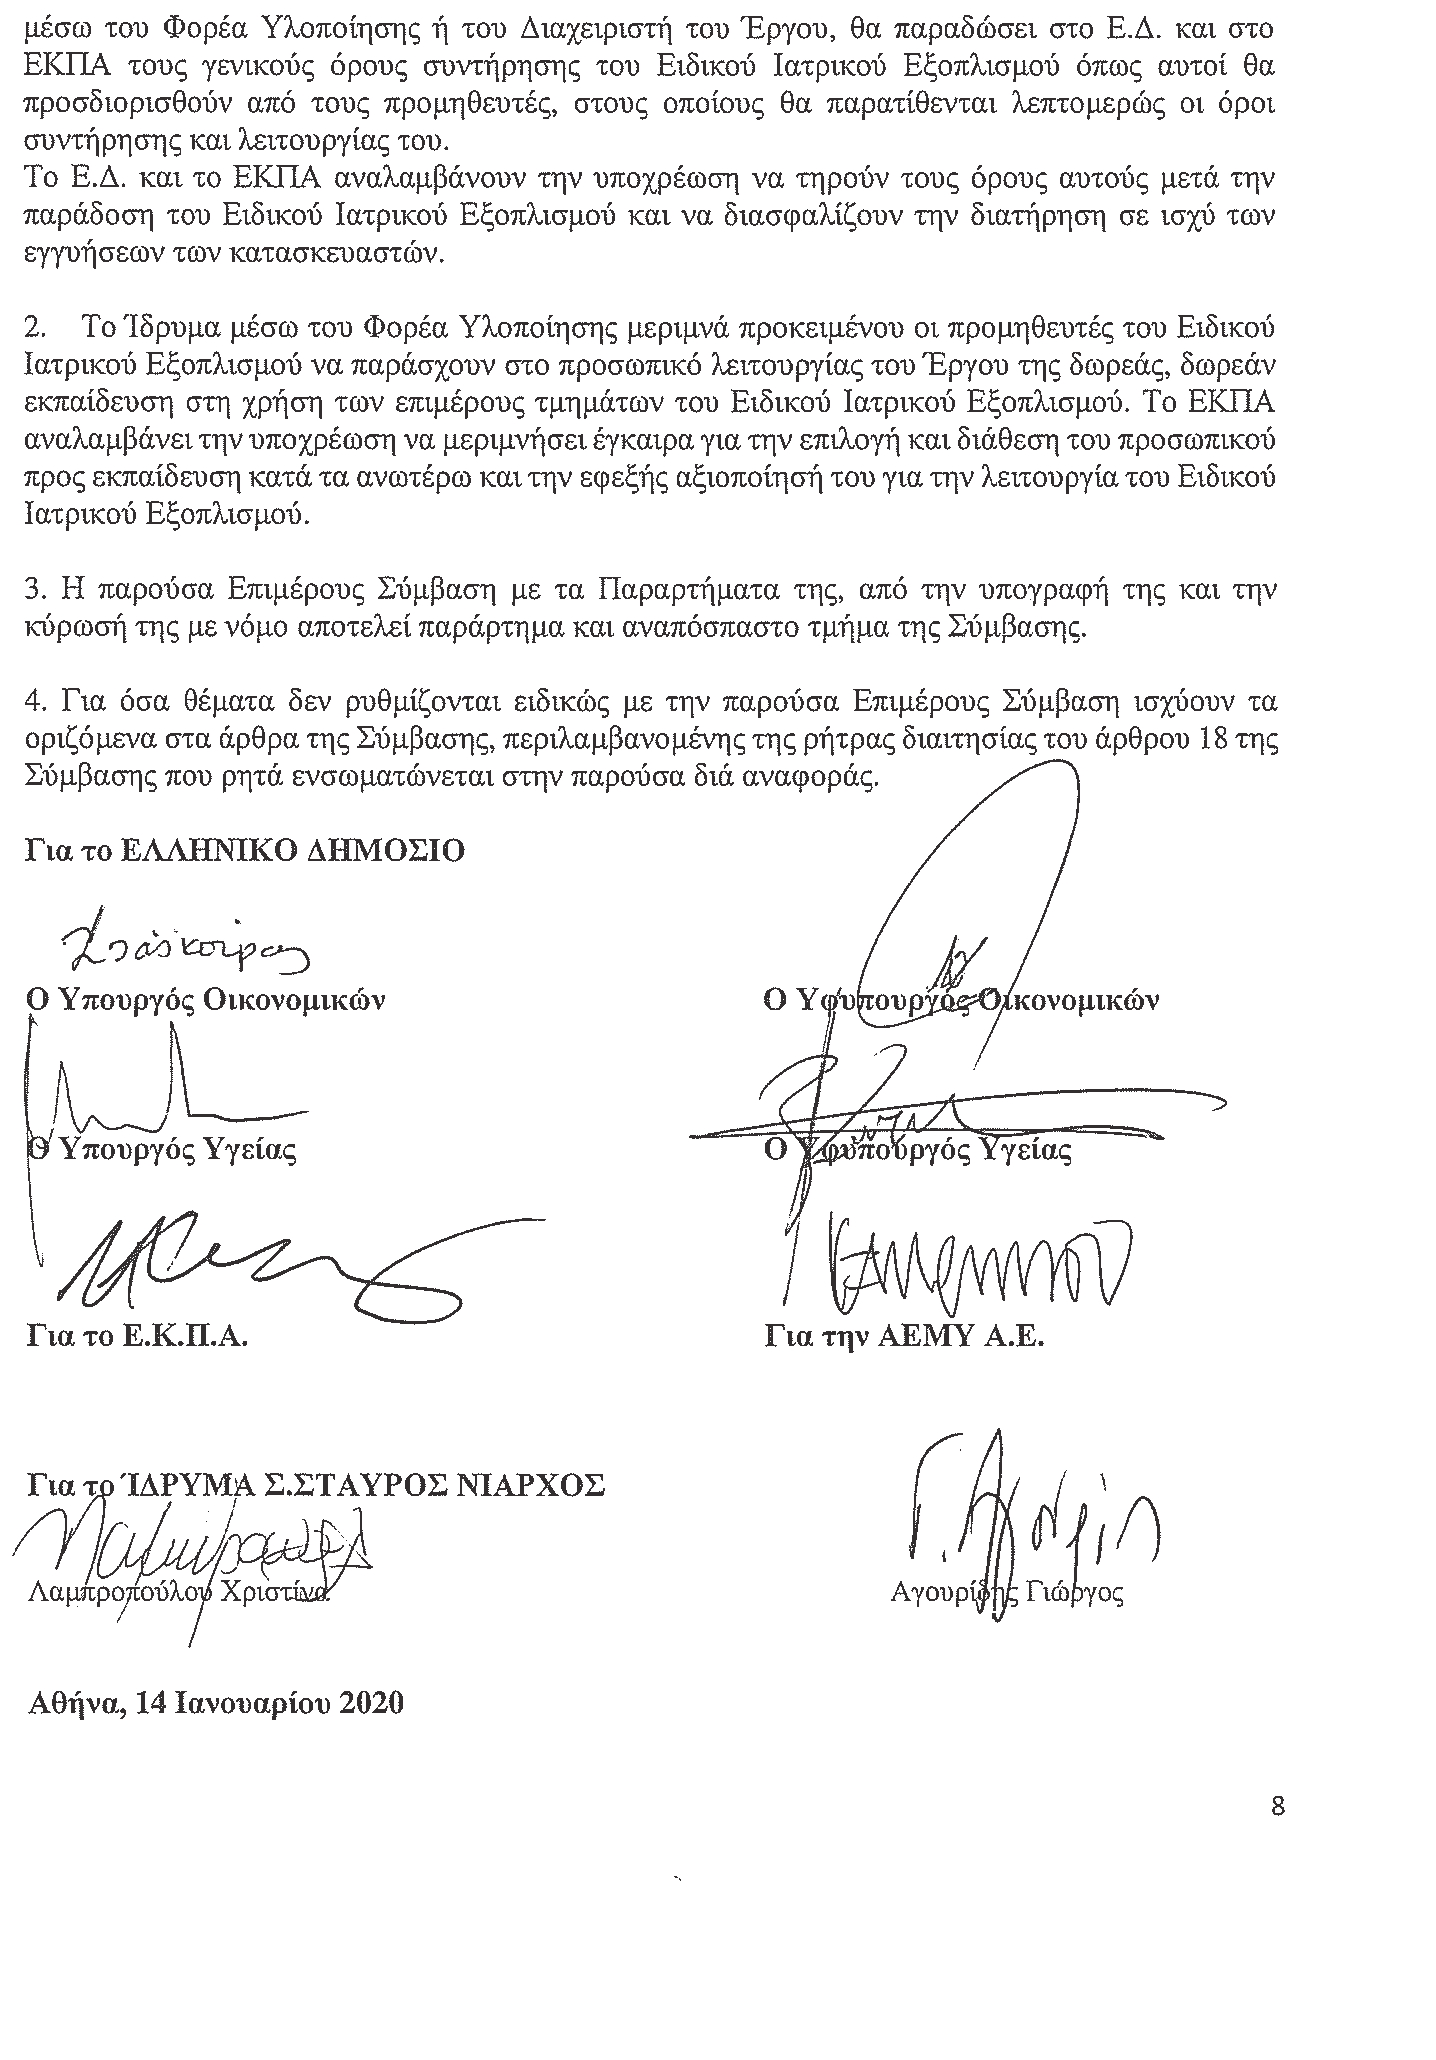 μέσω του Φορέα Υλοποίησης ή του Διαχειριστή του Έργου, θα παραδώσει στο Ε.Δ. και στο
ΕΚΠΑ τους γενικούς όρους συντήρησης του Ειδικού Ιατρικού Εξοπλισμού όπως αυτοί θα
προσδιορισθούν από τους προμηθευτές, στους οποίους θα παρατίθενται λεπτομερώς οι όροι
συντήρησης και λειτουργίας του.
Το Ε.Δ. και το ΕΚΠΑ αναλαμβάνουν την υποχρέωση να τηρούν τους όρους αυτούς μετά την
παράδοση του Ειδικού Ιατρικού Εξοπλισμού και να διασφαλίζουν την διατήρηση σε ισχύ των
εγγυήσεων των κατασκευαστών.
2. Το Ίδρυμα μέσω του Φορέα Υλοποίησης μεριμνά προκειμένου οι προμηθευτές του Ειδικού
Ιατρικού Εξοπλισμού να παράσχουν στο προσωπικό λειτουργίας του Έργου της δωρεάς, δωρεάν
εκπαίδευση στη χρήση των επιμέρους τμημάτων του Ειδικού Ιατρικού Εξοπλισμού. Το ΕΚΠΑ
αναλαμβάνει την υποχρέωση να μεριμνήσει έγκαιρα για την επιλογή και διάθεση του προσωπικού
προς εκπαίδευση κατά τα ανωτέρω και την εφεξής αξιοποίησή του για την λειτουργία του Ειδικού
Ιατρικού Εξοπλισμού.
3. Η παρούσα Επιμέρους Σύμβαση με τα Παραρτήματα της, από την υπογραφή της και την
κύρωσή της με νόμο αποτελεί παράρτημα και αναπόσπαστο τμήμα της Σύμβασης.
4. Για όσα θέματα δεν ρυθμίζονται ειδικώς με την παρούσα Επιμέρους Σύμβαση ισχύουν τα
οριζόμενα στα άρθρα της Σύμβασης, περιλαμβανομένης της ρήτρας διαιτησίας του άρθρου 18 της
Σύμβασης που ρητά ενσωματώνεται στην παρούσα διά αναφοράς.
Για το ΕΛΛΗΝΙΚΟ ΔΗΜΟΣΙΟ
Ο Υπουργός Οικονομικών
Ο Υφυπουργός Οικονομικών
Ο Υπουργός Υγείας
Ο Υφυπουργός Υγείας
Για το Ε.Κ.Π.Α.
Για την ΑΕΜΥ Α.Ε.
Για το ΊΔΡΥΜΑ Σ.ΣΤΑΥΡΟΣ ΝΙΑΡΧΟΣ
Λαμπροπούλου Χριστίνα
Αγουρίδης Γιώργος
Αθήνα, 14 Ιανουαρίου 2020
8